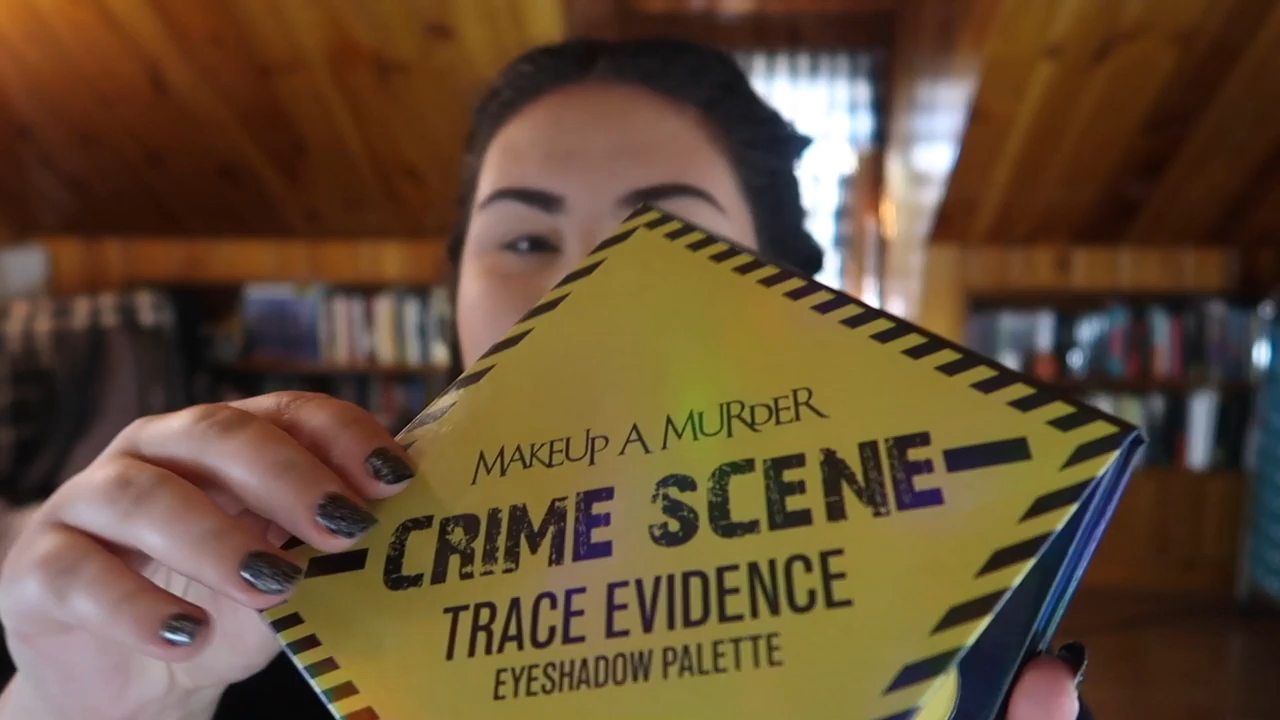 MAKEUP A MURDER
CRIME SCENE
TRACE EVIDENCE
EYESHADOW PALETTE